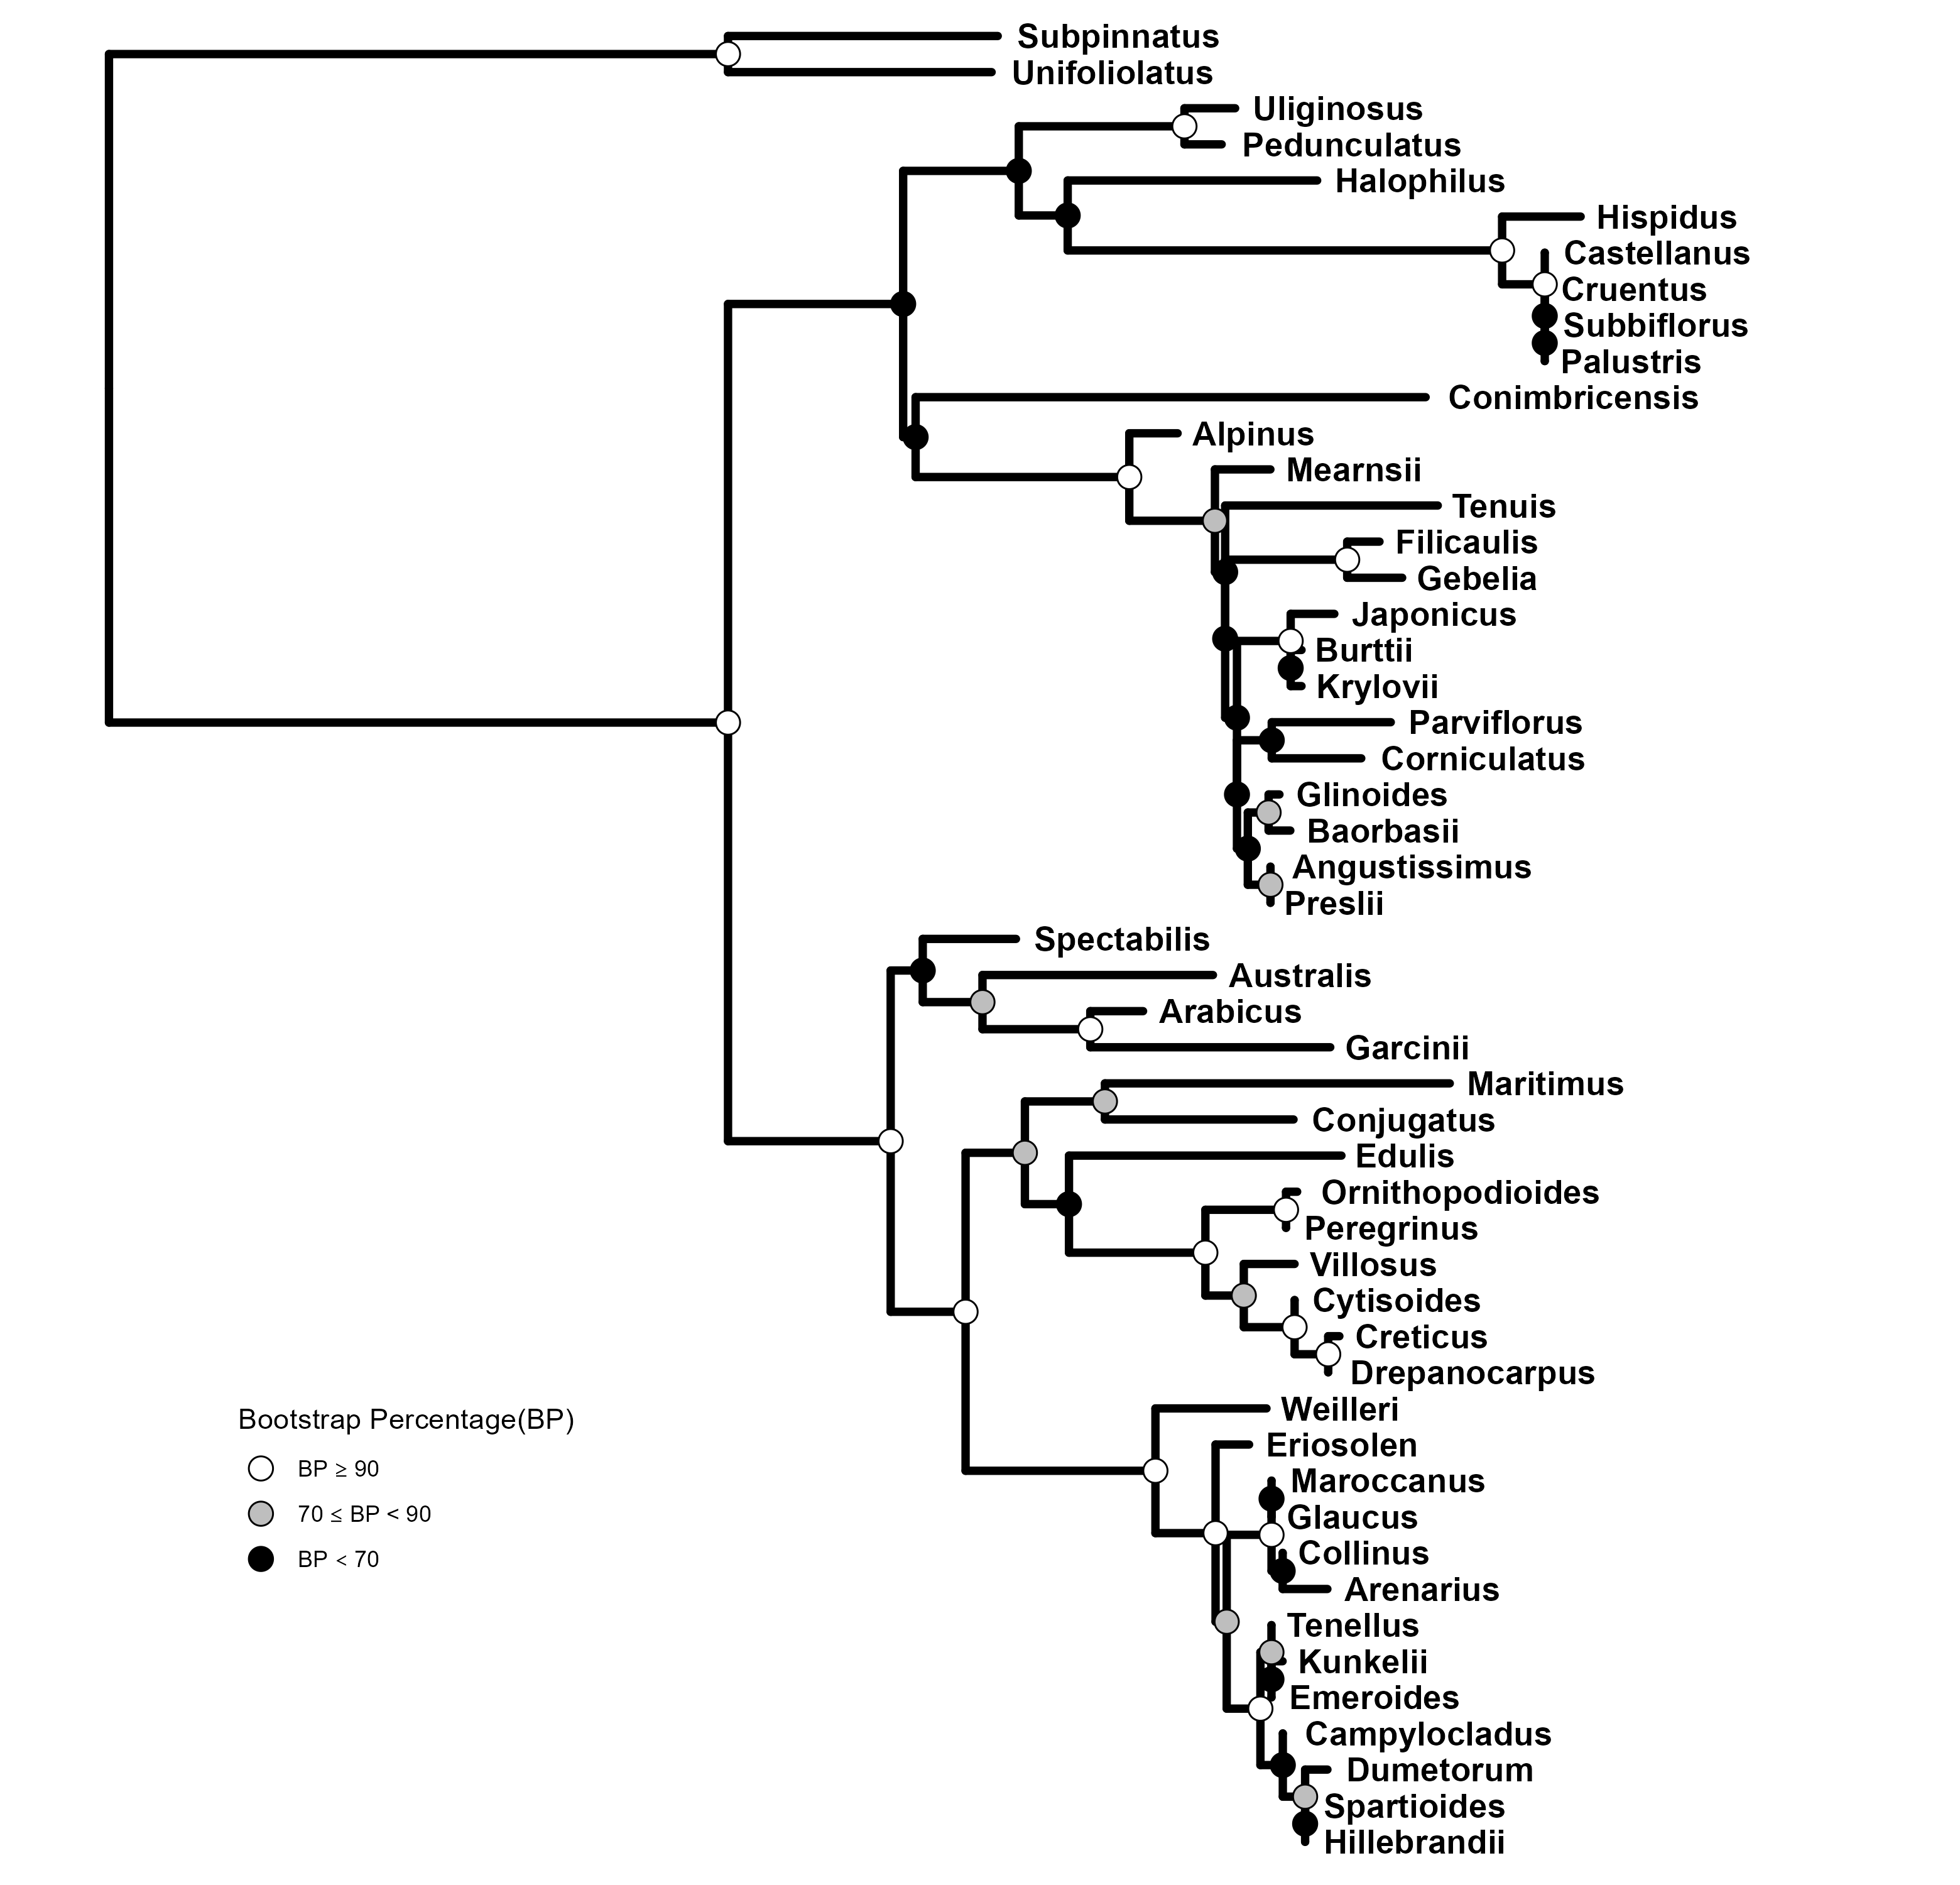 Subpinnatus
Unifoliolatus
Uliginosus
Pedunculatus
Halophilus
Hispidus
Castellanus
Cruentus
Subbiflorus
Palustris
Conimbricensis
Alpinus
Mearnsii
Tenuis
Filicaulis
Gebelia
Japonicus
Burttii
Krylovii
Parviflorus
Corniculatus
Glinoides
Baorbasii
Angustissimus
Preslii
Spectabilis
Australis
Arabicus
Garcinii
Maritimus
Conjugatus
Edulis
Ornithopodioides
Peregrinus
Villosus
Cytisoides
Creticus
Drepanocarpus
Weilleri
Eriosolen
Maroccanus
Glaucus
Collinus
Arenarius
Tenellus
Kunkelii
Emeroides
Campylocladus
Dumetorum
Spartioides
Hillebrandii
Bootstrap Percentage(BP)
BP ≥ 90
70 ≤ BP < 90
BP < 70